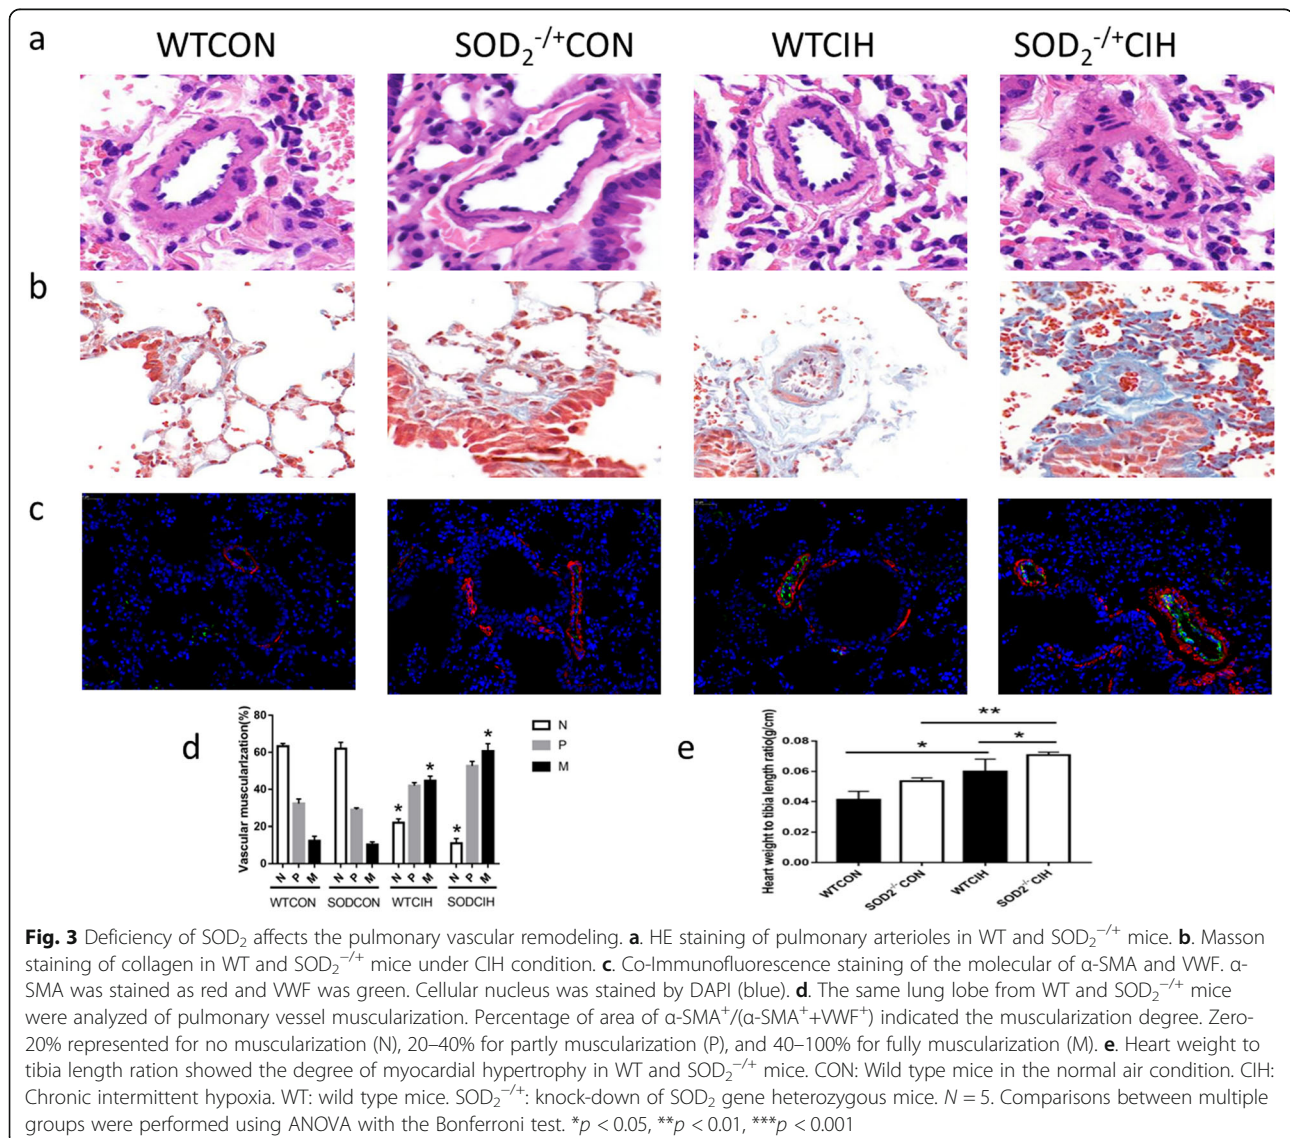 a
WTCON
SOD₂⁻/⁺CON
WTCIH
SOD₂⁻/⁺CIH
b
c
d
Vascular muscularization(%)
80
60
40
20
0
N
P
M
* * * *
N P M N P M N P M N P M
WTCON SODCON WTCIH SODCIH
e
Heart weight to tibia length ratio(g/cm)
0.08
0.06
0.04
0.02
0.00
**
* *
WTCON
SOD2⁻/⁻CON
WTCIH
SOD2⁻/⁻CIH
Fig. 3 Deficiency of SOD₂ affects the pulmonary vascular remodeling. a. HE staining of pulmonary arterioles in WT and SOD₂⁻/⁺ mice. b. Masson
staining of collagen in WT and SOD₂⁻/⁺ mice under CIH condition. c. Co-Immunofluorescence staining of the molecular of α-SMA and VWF. α-
SMA was stained as red and VWF was green. Cellular nucleus was stained by DAPI (blue). d. The same lung lobe from WT and SOD₂⁻/⁺ mice
were analyzed of pulmonary vessel muscularization. Percentage of area of α-SMA⁺/(α-SMA⁺+VWF⁺) indicated the muscularization degree. Zero-
20% represented for no muscularization (N), 20–40% for partly muscularization (P), and 40–100% for fully muscularization (M). e. Heart weight to
tibia length ration showed the degree of myocardial hypertrophy in WT and SOD₂⁻/⁺ mice. CON: Wild type mice in the normal air condition. CIH:
Chronic intermittent hypoxia. WT: wild type mice. SOD₂⁻/⁺: knock-down of SOD₂ gene heterozygous mice. N = 5. Comparisons between multiple
groups were performed using ANOVA with the Bonferroni test. *p < 0.05, **p < 0.01, ***p < 0.001